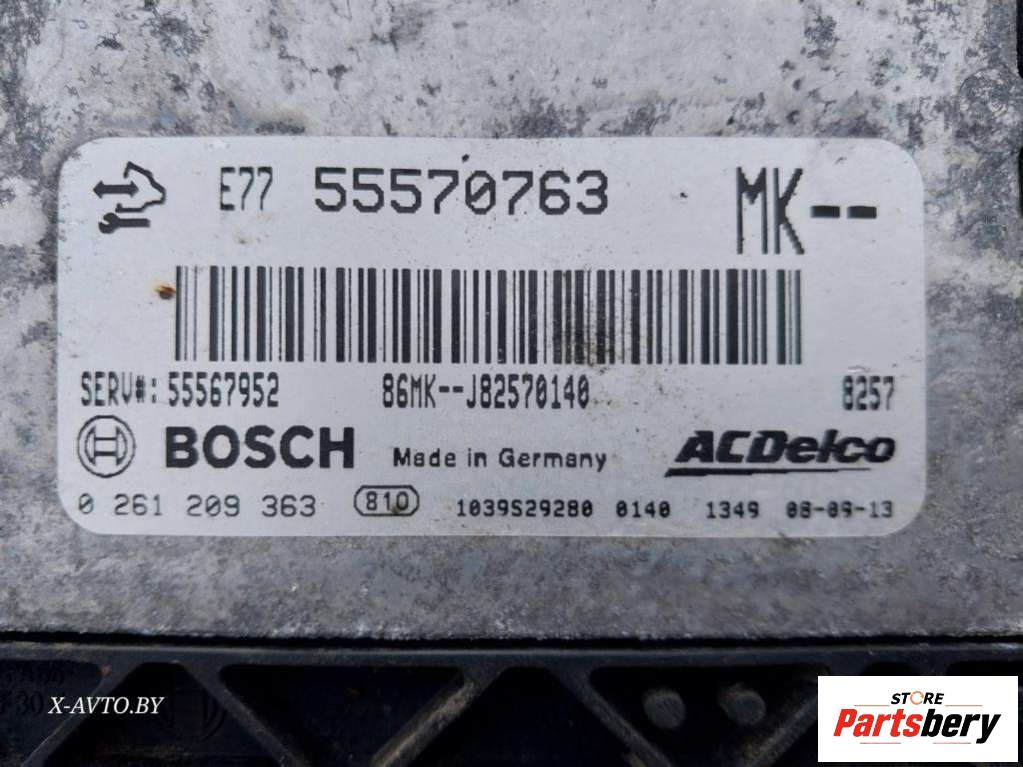 E77 55570763 MK--
SERV#: 55567952 86MK--J82570140 8257
BOSCH Made in Germany ACDelco
0 261 209 363 810 1039S29280 0140 1349 08-09-13
X-AVTO.BY
STORE
Partsbery